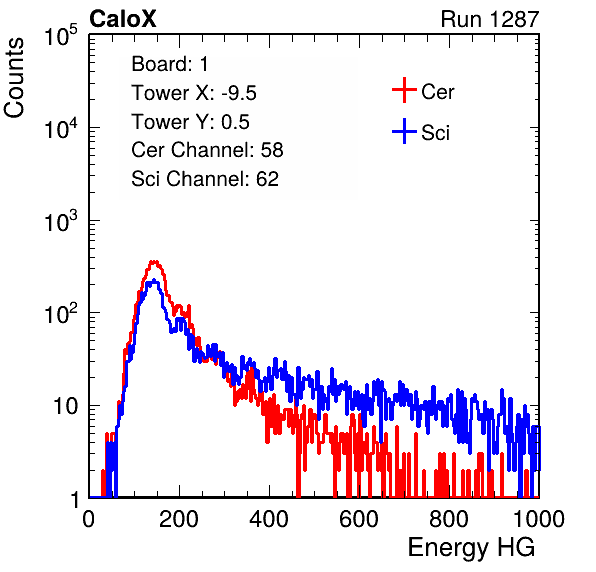 CaloX Run 1287
Counts
10^5
10^4
10^3
10^2
10
1
Board: 1
Tower X: -9.5
Tower Y: 0.5
Cer Channel: 58
Sci Channel: 62
Cer
Sci
0 200 400 600 800 1000
Energy HG